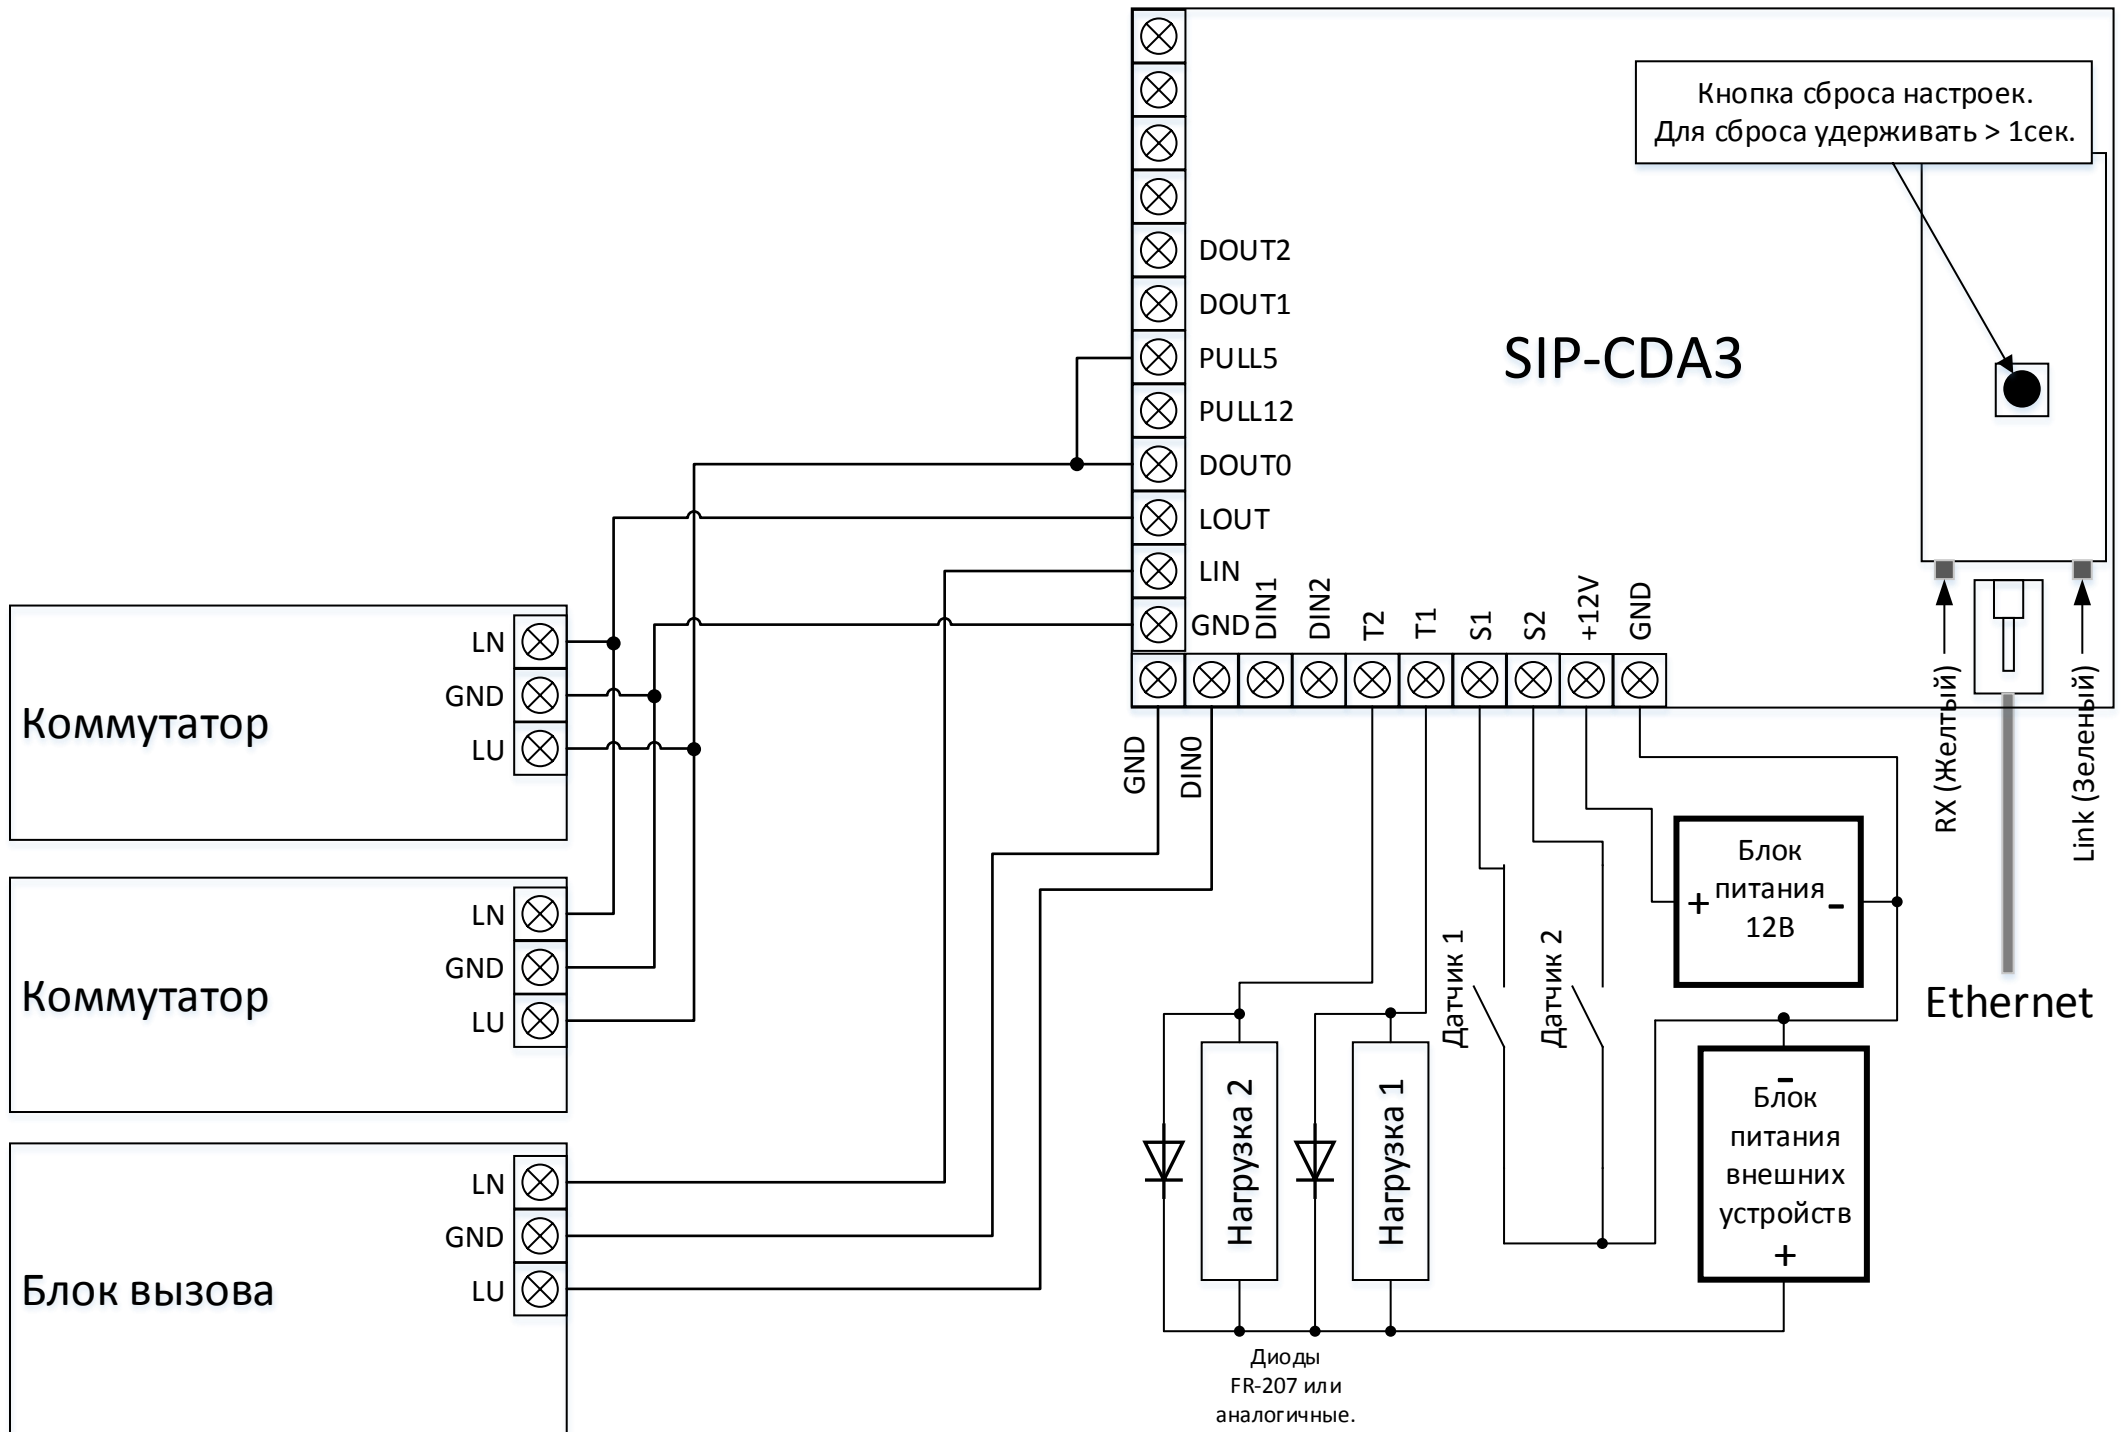 Кнопка сброса настроек.
Для сброса удерживать > 1сек.
DOUT2
DOUT1
PULL5
PULL12
DOUT0
LOUT
LIN
GND
SIP-CDA3
DIN1
DIN2
T2
T1
S1
S2
+12V
GND
GND
DIN0
RX (Желтый)
Link (Зеленый)
Ethernet
Коммутатор
LN
GND
LU
Коммутатор
LN
GND
LU
Блок вызова
LN
GND
LU
Блок
питания
12В
+
-
Датчик 1
Датчик 2
Нагрузка 2
Нагрузка 1
-
Блок
питания
внешних
устройств
+
Диоды
FR-207 или
аналогичные.